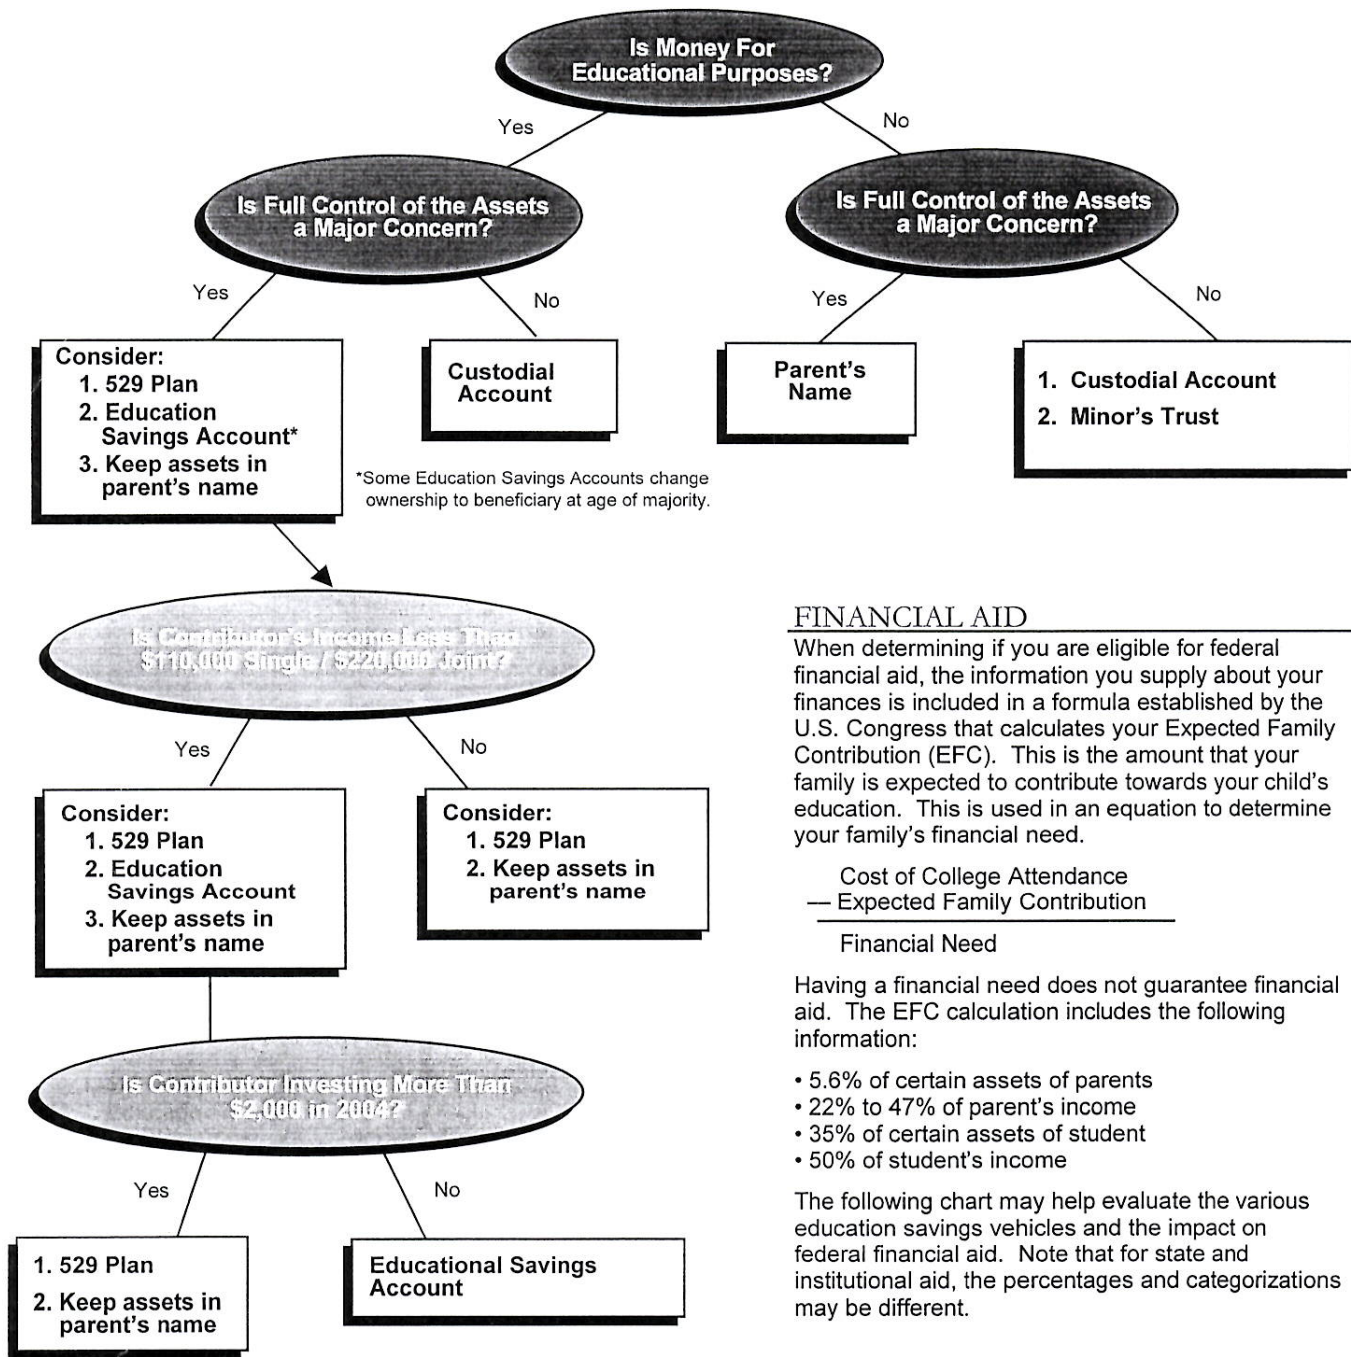 Is Money For
Educational Purposes?
Yes
No
Is Full Control of the Assets
a Major Concern?
Is Full Control of the Assets
a Major Concern?
Yes
No
Yes
No
Consider:
1. 529 Plan
2. Education
Savings Account*
3. Keep assets in
parent's name
Custodial
Account
Parent's
Name
1. Custodial Account
2. Minor's Trust
*Some Education Savings Accounts change
ownership to beneficiary at age of majority.
Is Contributor's Income Less Than
$110,000 Single / $220,000 Joint?
Yes
No
Consider:
1. 529 Plan
2. Education
Savings Account
3. Keep assets in
parent's name
Consider:
1. 529 Plan
2. Keep assets in
parent's name
Is Contributor Investing More Than
$2,000 in 2004?
Yes
No
1. 529 Plan
2. Keep assets in
parent's name
Educational Savings
Account
FINANCIAL AID
When determining if you are eligible for federal
financial aid, the information you supply about your
finances is included in a formula established by the
U.S. Congress that calculates your Expected Family
Contribution (EFC). This is the amount that your
family is expected to contribute towards your child's
education. This is used in an equation to determine
your family's financial need.
Cost of College Attendance
— Expected Family Contribution
Financial Need
Having a financial need does not guarantee financial
aid. The EFC calculation includes the following
information:
• 5.6% of certain assets of parents
• 22% to 47% of parent's income
• 35% of certain assets of student
• 50% of student's income
The following chart may help evaluate the various
education savings vehicles and the impact on
federal financial aid. Note that for state and
institutional aid, the percentages and categorizations
may be different.